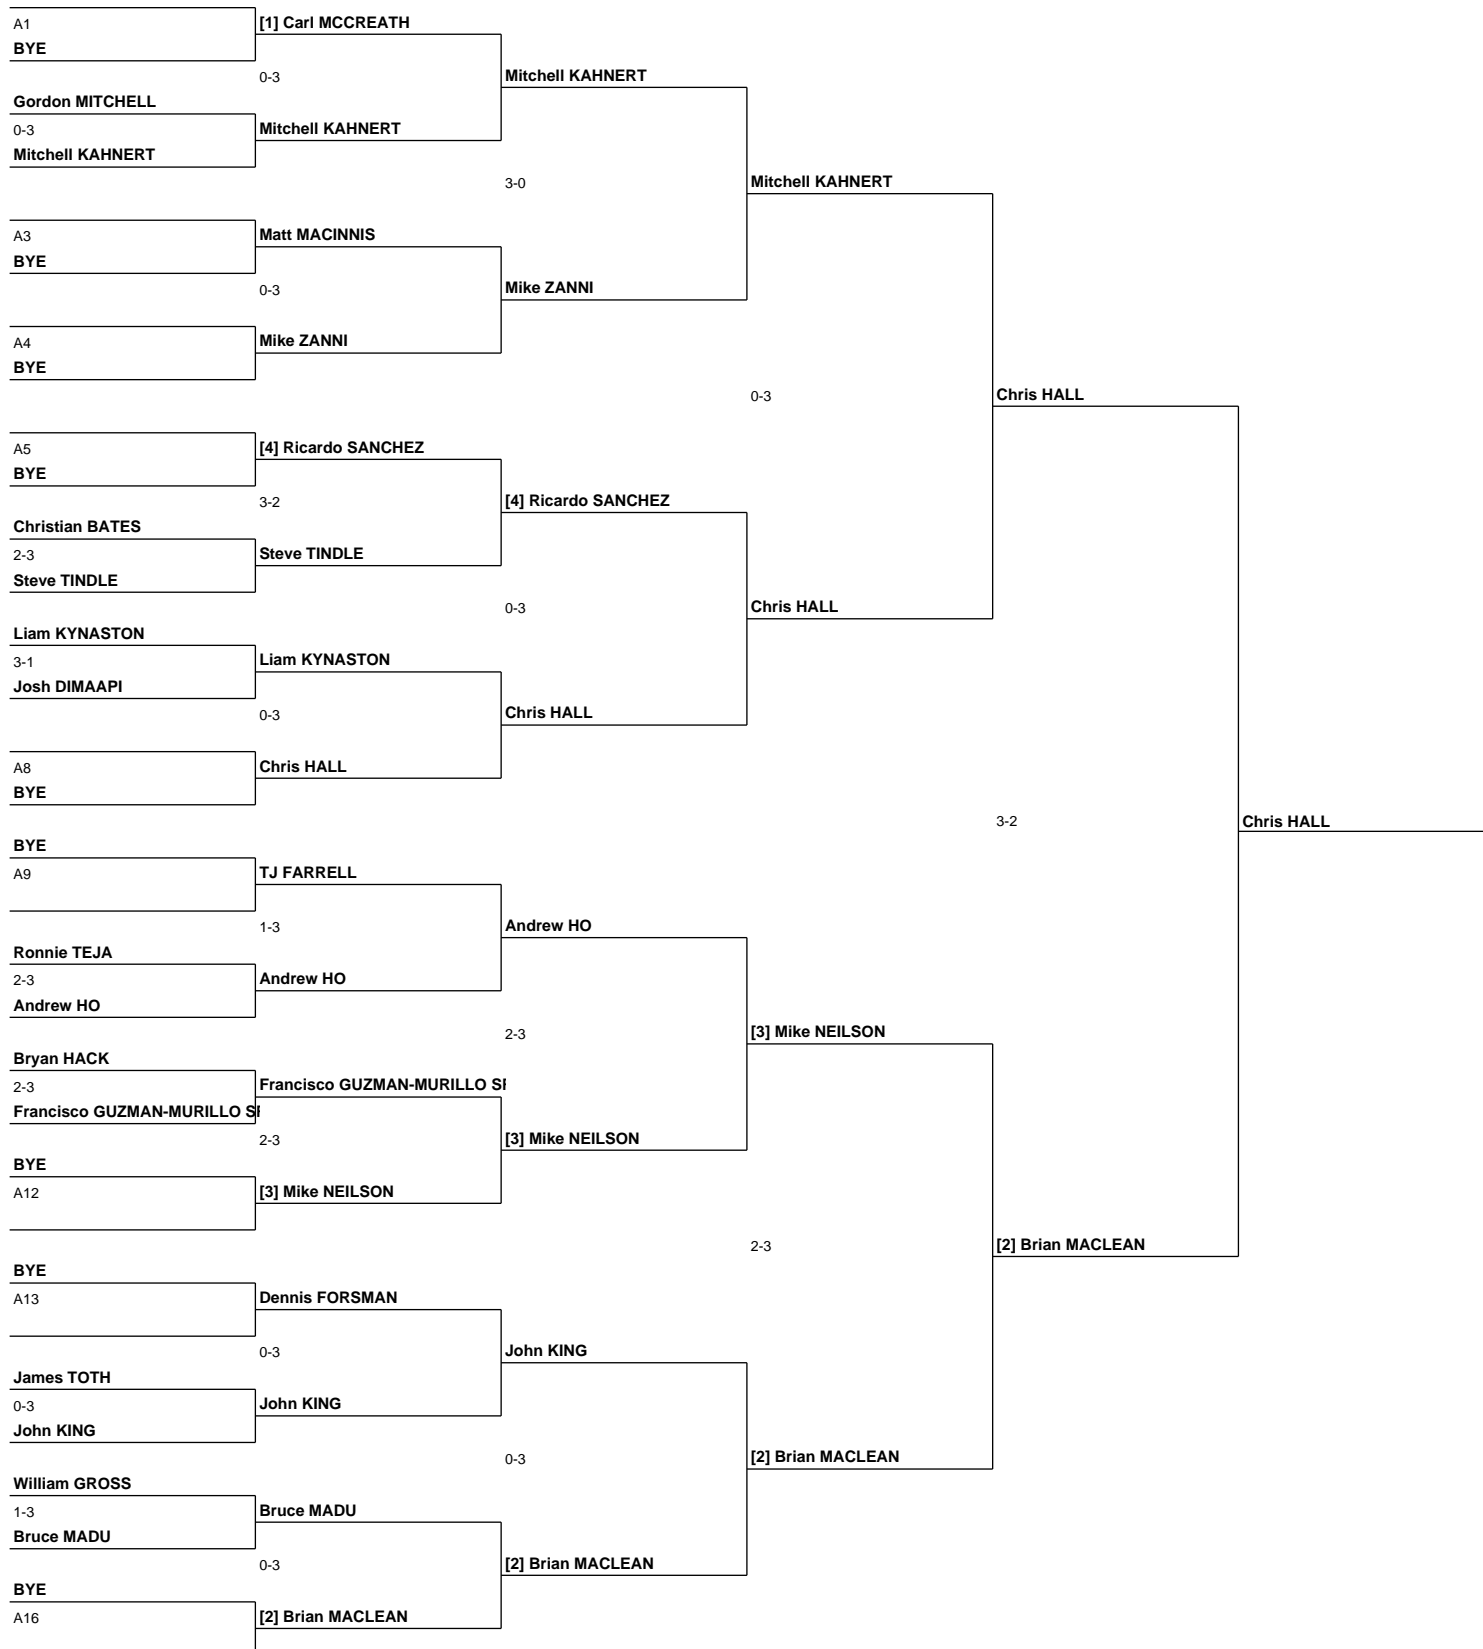 A1
BYE
[1] Carl MCCREATH
0-3
Gordon MITCHELL
0-3
Mitchell KAHNERT
Mitchell KAHNERT
Mitchell KAHNERT
3-0
A3
BYE
Matt MACINNIS
0-3
A4
BYE
Mike ZANNI
Mike ZANNI
Mitchell KAHNERT
0-3
A5
BYE
[4] Ricardo SANCHEZ
3-2
Christian BATES
2-3
Steve TINDLE
Steve TINDLE
[4] Ricardo SANCHEZ
0-3
Liam KYNASTON
3-1
Josh DIMAAPI
Liam KYNASTON
0-3
A8
BYE
Chris HALL
Chris HALL
Chris HALL
Chris HALL
3-2
Chris HALL
BYE
A9
TJ FARRELL
1-3
Ronnie TEJA
2-3
Andrew HO
Andrew HO
Andrew HO
2-3
Bryan HACK
2-3
Francisco GUZMAN-MURILLO
Francisco GUZMAN-MURILLO
2-3
BYE
A12
[3] Mike NEILSON
[3] Mike NEILSON
[3] Mike NEILSON
2-3
BYE
A13
Dennis FORSMAN
0-3
James TOTH
0-3
John KING
John KING
John KING
0-3
William GROSS
1-3
Bruce MADU
Bruce MADU
0-3
BYE
A16
[2] Brian MACLEAN
[2] Brian MACLEAN
[2] Brian MACLEAN
[2] Brian MACLEAN